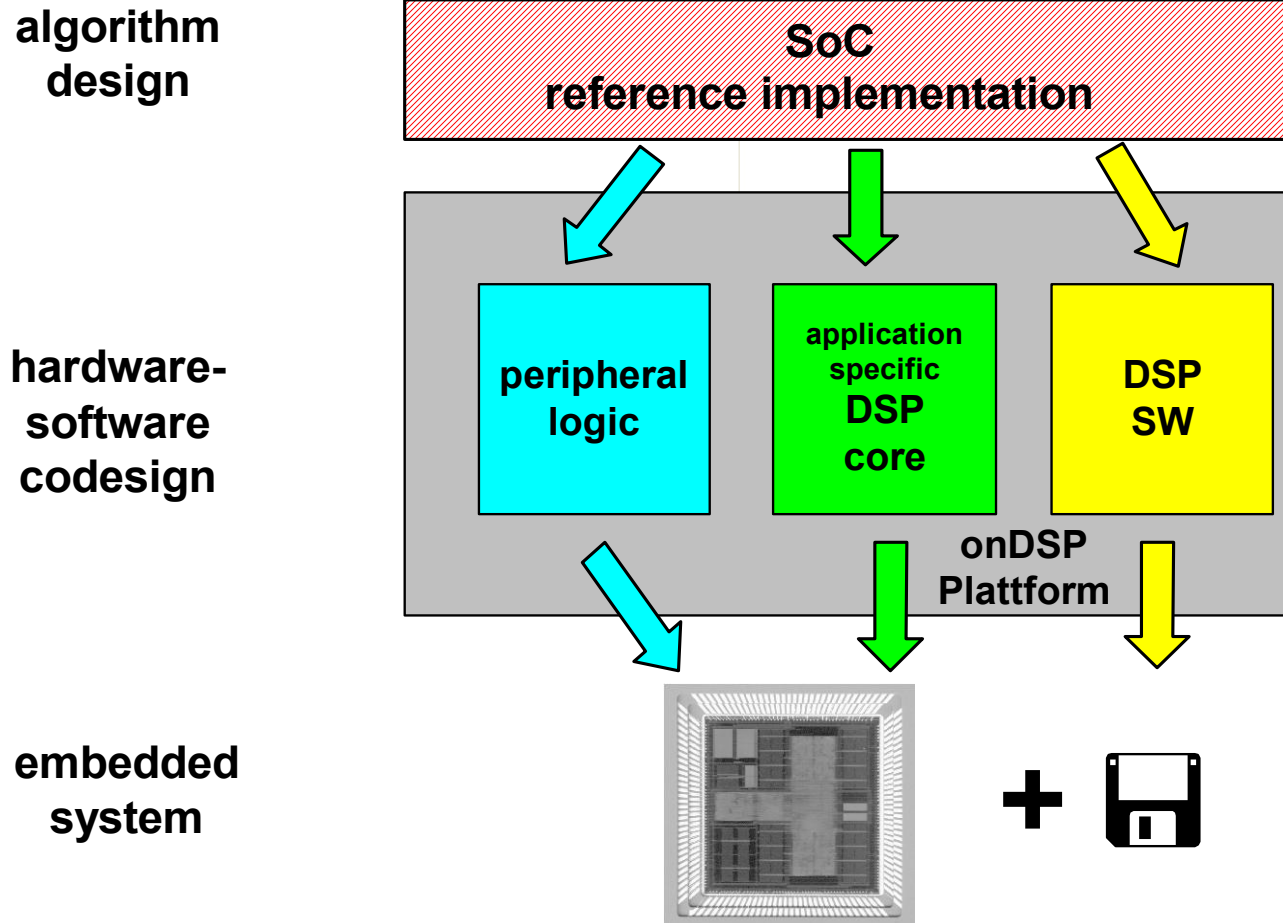 algorithm
design
SoC
reference implementation
hardware-
software
codesign
peripheral
logic
application
specific
DSP
core
DSP
SW
onDSP
Plattform
embedded
system
+